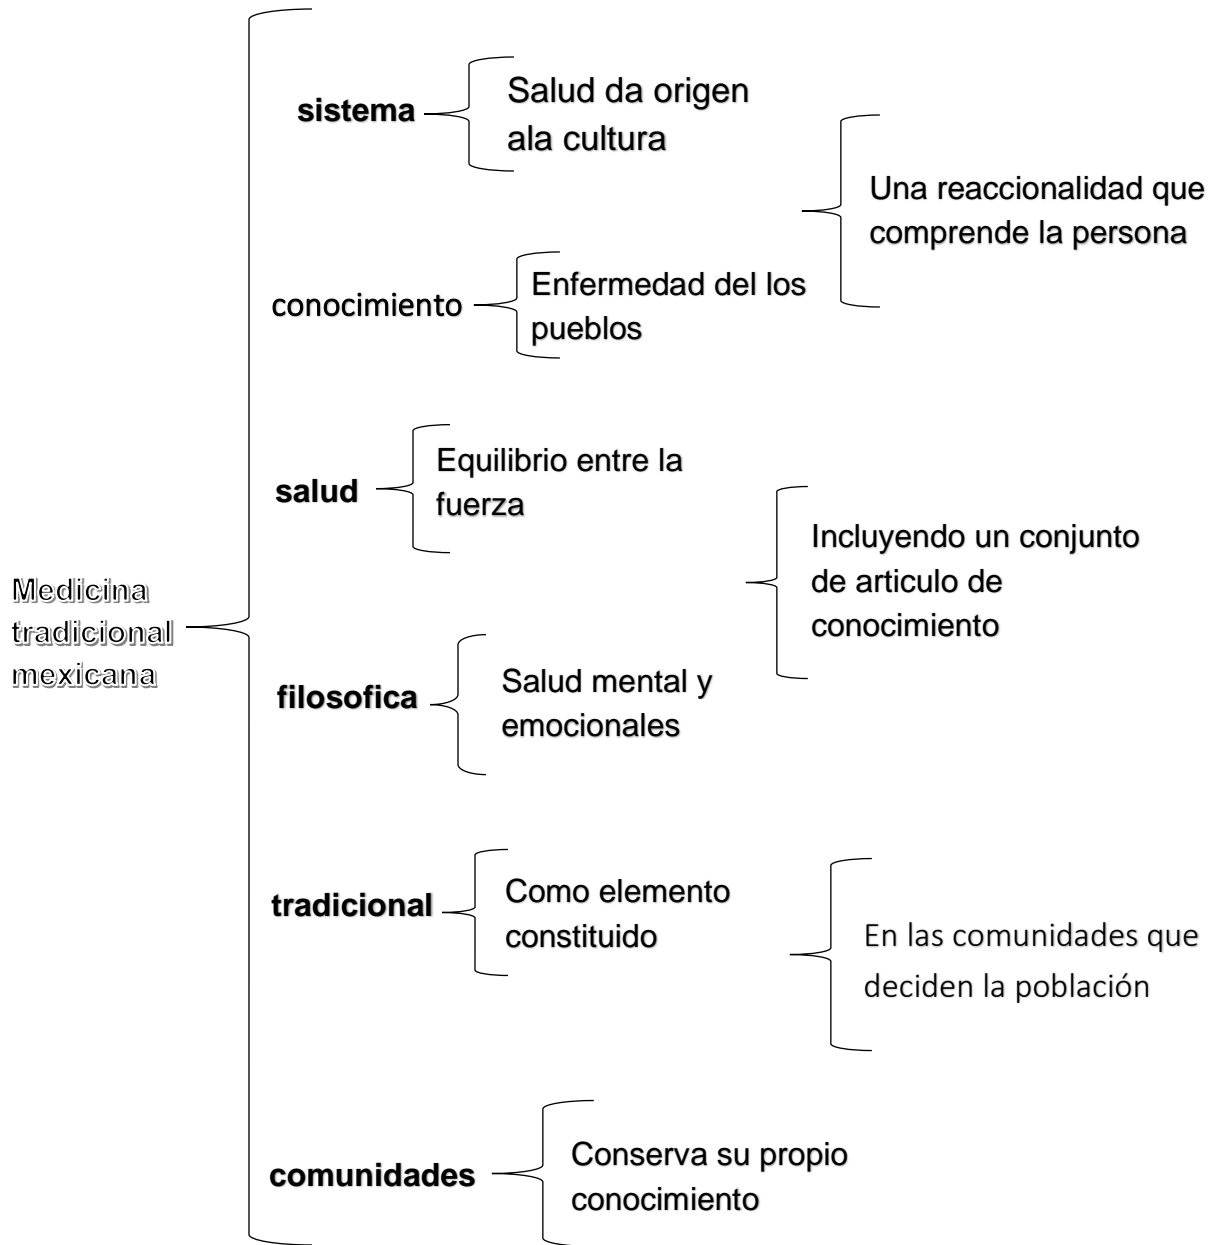 Medicina
tradicional
mexicana
sistema
Salud da origen
ala cultura
conocimiento
Enfermedad del los
pueblos
Una reaccionalidad que
comprende la persona
salud
Equilibrio entre la
fuerza
filosofica
Salud mental y
emocionales
Incluyendo un conjunto
de articulo de
conocimiento
tradicional
Como elemento
constituido
En las comunidades que
deciden la población
comunidades
Conserva su propio
conocimiento